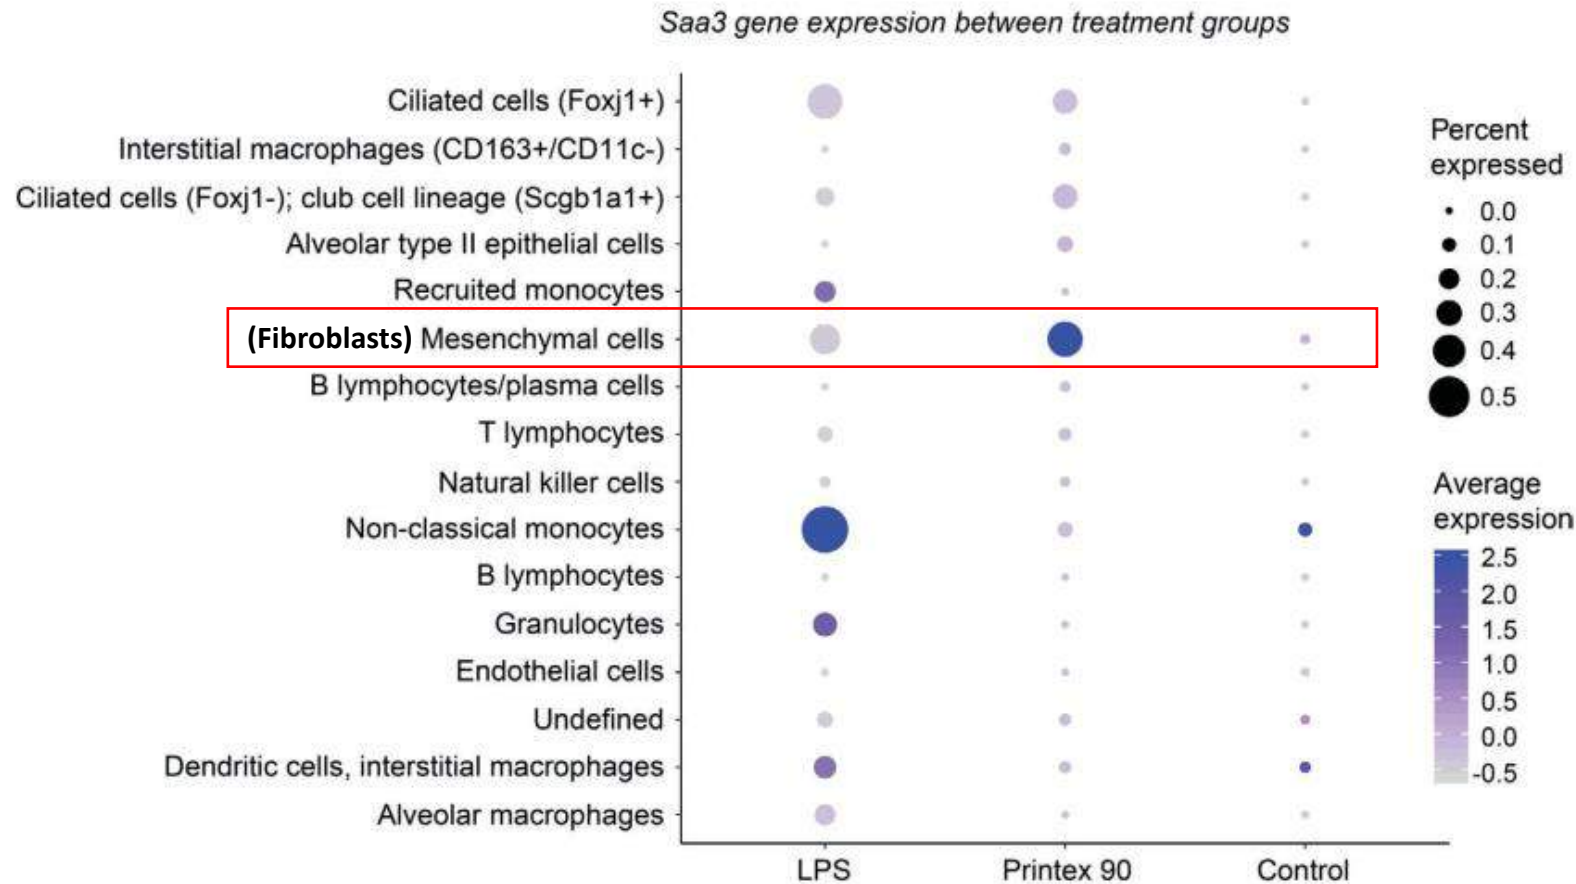 Saa3 gene expression between treatment groups
Ciliated cells (Foxj1+)
Interstitial macrophages (CD163+/CD11c-)
Ciliated cells (Foxj1-); club cell lineage (Scgb1a1+)
Alveolar type II epithelial cells
Recruited monocytes
(Fibroblasts) Mesenchymal cells
B lymphocytes/plasma cells
T lymphocytes
Natural killer cells
Non-classical monocytes
B lymphocytes
Granulocytes
Endothelial cells
Undefined
Dendritic cells, interstitial macrophages
Alveolar macrophages
LPS
Printex 90
Control
Percent
expressed
0.0
0.1
0.2
0.3
0.4
0.5
Average
expression
2.5
2.0
1.5
1.0
0.5
0.0
-0.5